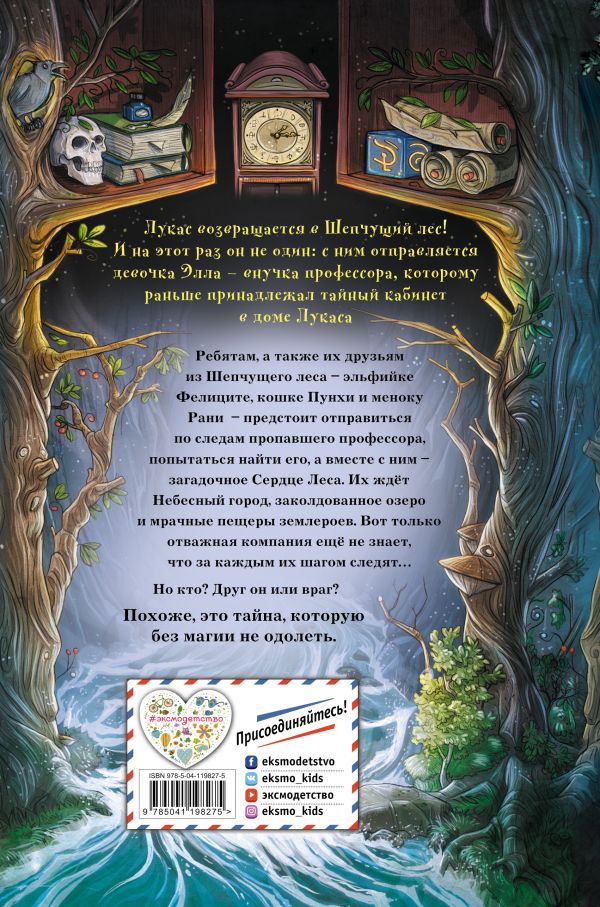 Лукас возвращается в Шепчущий лес!
И на этот раз он не один: с ним отправляется
девочка Элла – внучка профессора, которому
раньше принадлежал тайный кабинет
в доме Лукаса
Ребятам, а также их друзьям
из Шепчущего леса – эльфийке
Фелиците, кошке Пунхи и меноку
Рани – предстоит отправиться
по следам пропавшего профессора,
попытаться найти его, а вместе с ним –
загадочное Сердце Леса. Их ждёт
Небесный город, заколдованное озеро
и мрачные пещеры землероев. Вот только
отважная компания ещё не знает,
что за каждым их шагом следят...
Но кто? Друг он или враг?
Похоже, это тайна, которую
без магии не одолеть.
#эксмодетство
Присоединяйтесь!
eksmodetstvo
eksmo_kids
эксмодетство
eksmo_kids
ISBN 978-5-04-119827-5
9 785041 198275 >